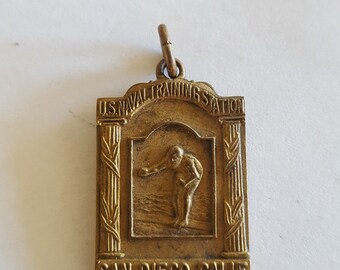 U.S. NAVAL TRAINING STATION
SAN DIEGO, CALIF.